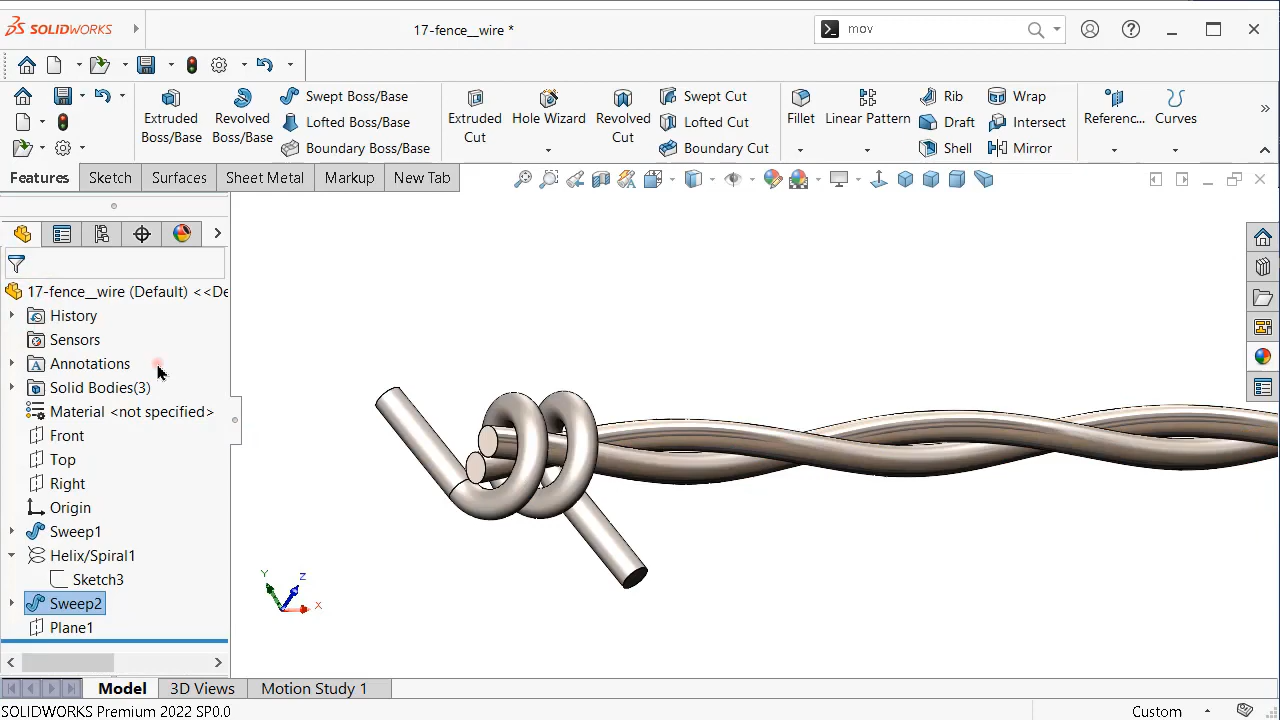 SOLIDWORKS
17-fence__wire *
mov
Extruded Boss/Base
Revolved Boss/Base
Swept Boss/Base
Lofted Boss/Base
Boundary Boss/Base
Extruded Cut
Hole Wizard
Revolved Cut
Swept Cut
Lofted Cut
Boundary Cut
Fillet
Linear Pattern
Rib
Draft
Shell
Wrap
Intersect
Mirror
Referenc...
Curves
Features
Sketch
Surfaces
Sheet Metal
Markup
New Tab
17-fence__wire (Default) <<De
History
Sensors
Annotations
Solid Bodies(3)
Material <not specified>
Front
Top
Right
Origin
Sweep1
Helix/Spiral1
Sketch3
Sweep2
Plane1
Y
Z
X
Model
3D Views
Motion Study 1
SOLIDWORKS Premium 2022 SP0.0
Custom